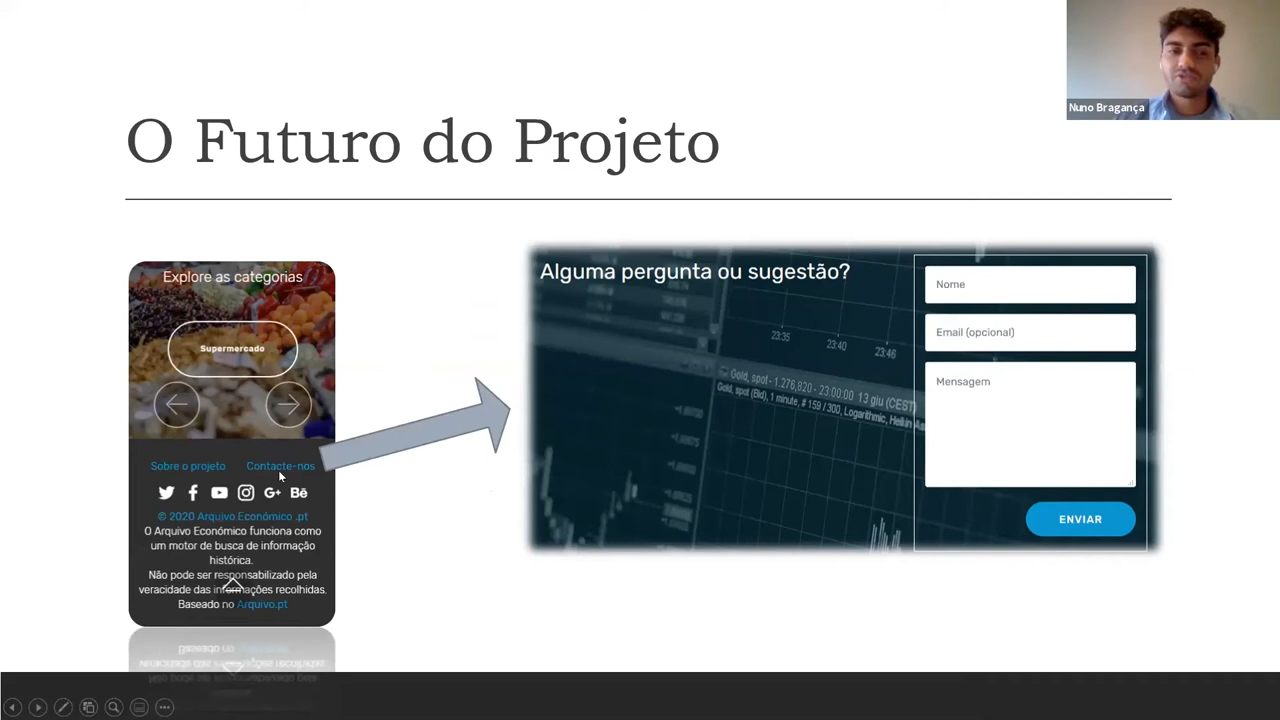 Nuno Bragança
O Futuro do Projeto
Explore as categorias
Supermercado
Sobre o projeto Contacte-nos
© 2020 Arquivo Económico .pt
O Arquivo Económico funciona como
um motor de busca de informação
histórica.
Não pode ser responsabilizado pela
veracidade das informações recolhidas.
Baseado no Arquivo.pt
Alguma pergunta ou sugestão?
23:35 23:40 23:46
Gold, spot - 1.276,820 - 23:00:00 13 giu (CEST)
Gold, spot (Bid), 1 minute, # 159 / 300, Logarithmic, Heikin
Nome
Email (opcional)
Mensagem
ENVIAR